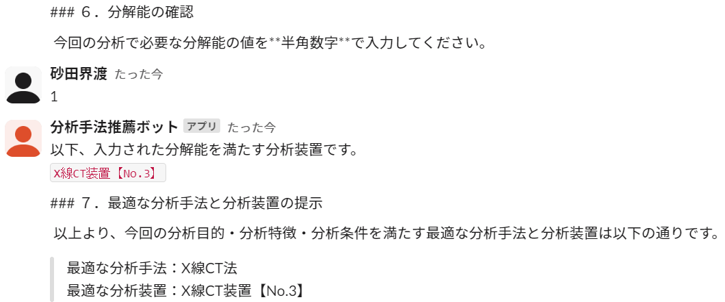 ### 6. 分解能の確認
今回の分析で必要な分解能の値を**半角数字**で入力してください。
砂田界渡 たった今
1
分析手法推薦ボット アプリ たった今
以下、入力された分解能を満たす分析装置です。
X線CT装置【No.3】
### 7. 最適な分析手法と分析装置の提示
以上より、今回の分析目的・分析特徴・分析条件を満たす最適な分析手法と分析装置は以下の通りです。
最適な分析手法：X線CT法
最適な分析装置：X線CT装置【No.3】